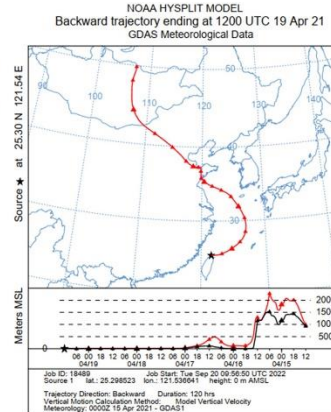 NOAA HYSPLIT MODEL
Backward trajectory ending at 1200 UTC 19 Apr 21
GDAS Meteorological Data
Source ★ at 25.30 N 121.54 E
90
100
110
120
130
140
50
40
30
Meters MSL
0
2000
1500
1000
500
06 00 18 12 06 00 18 12 06 00 18 12 06 00 18 12 06 00 18 12
04/19 04/18 04/17 04/16 04/15
Job ID: 18489 Job Start: Tue Sep 20 09:56:50 UTC 2022
Source 1 lat.: 25.298523 lon.: 121.536641 height: 0 m AMSL
Trajectory Direction: Backward Duration: 120 hrs
Vertical Motion Calculation Method: Model Vertical Velocity
Meteorology: 0000Z 15 Apr 2021 - GDAS1